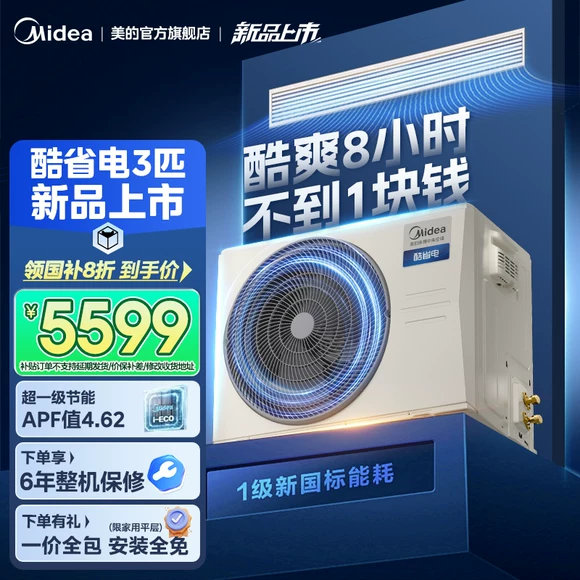 Midea 美的官方旗舰店 新品上市
酷爽8小时
不到1块钱
酷省电3匹
新品上市
领国补8折 到手价
¥5599
补贴订单不支持延期发货/价保补差/修改收货地址
超一级节能
APF值4.62
i-ECO
下单享
6年整机保修
下单有礼 (限家用平层)
一价全包 安装全免
Midea
酷省电
1级新国标能耗